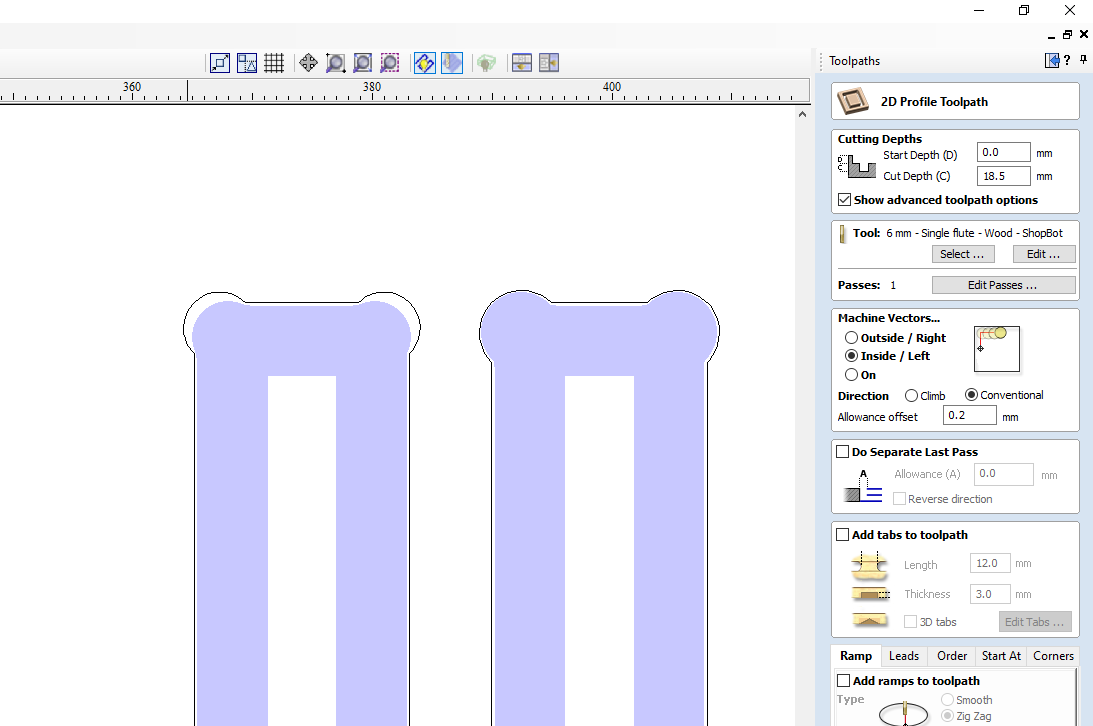 Toolpaths
?
360
380
400
2D Profile Toolpath
Cutting Depths
D
C
Start Depth (D) 0.0 mm
Cut Depth (C) 18.5 mm
Show advanced toolpath options
Tool: 6 mm - Single flute - Wood - ShopBot
Select ... Edit ...
Passes: 1 Edit Passes ...
Machine Vectors...
Outside / Right
Inside / Left
On
Direction Climb Conventional
Allowance offset 0.2 mm
Do Separate Last Pass
A
Allowance (A) 0.0 mm
Reverse direction
Add tabs to toolpath
Length 12.0 mm
Thickness 3.0 mm
3D tabs Edit Tabs ...
Ramp Leads Order Start At Corners
Add ramps to toolpath
Type Smooth
Zig Zag